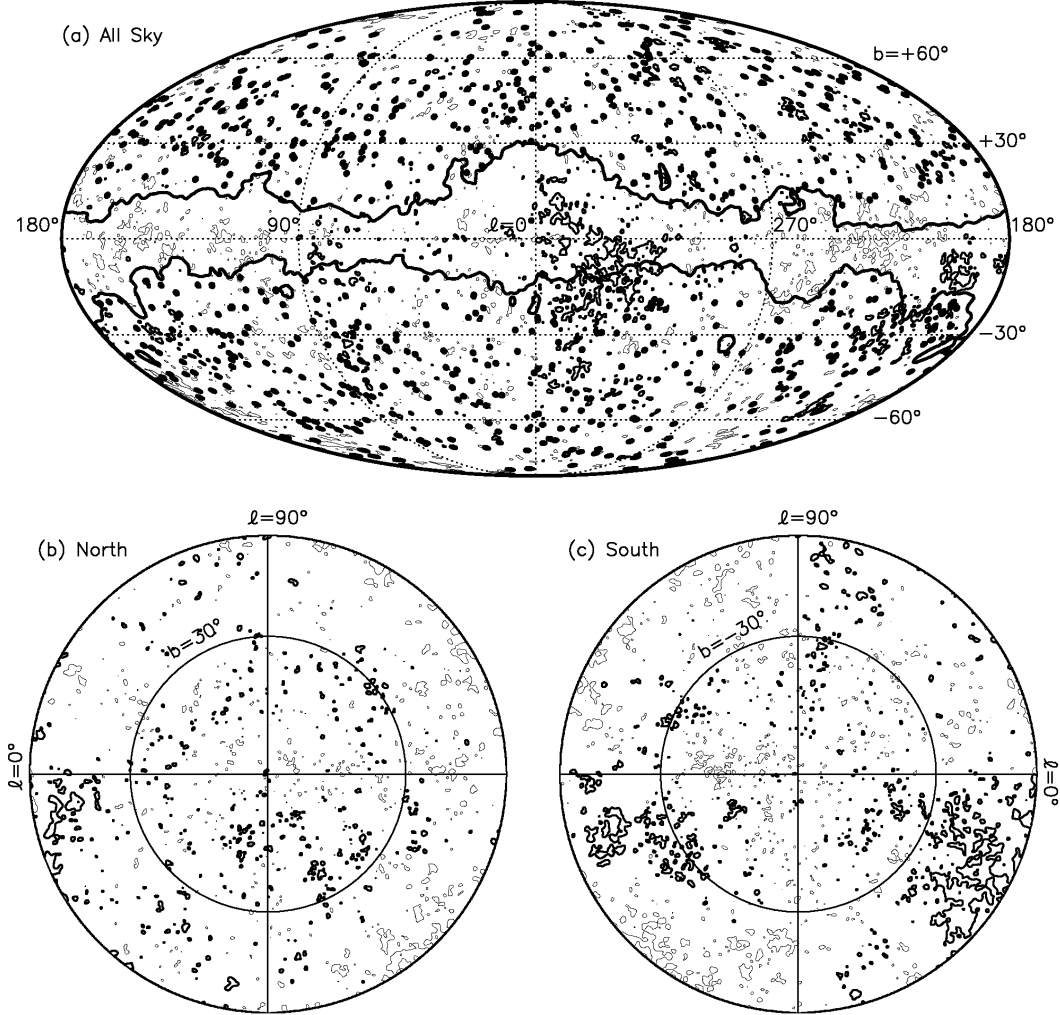 (a) All Sky
b=+60°
+30°
180°
90°
ℓ=0°
270°
180°
−30°
−60°
ℓ=90°
ℓ=90°
(b) North
(c) South
b=30°
b=−30°
ℓ=0°
ℓ=0°